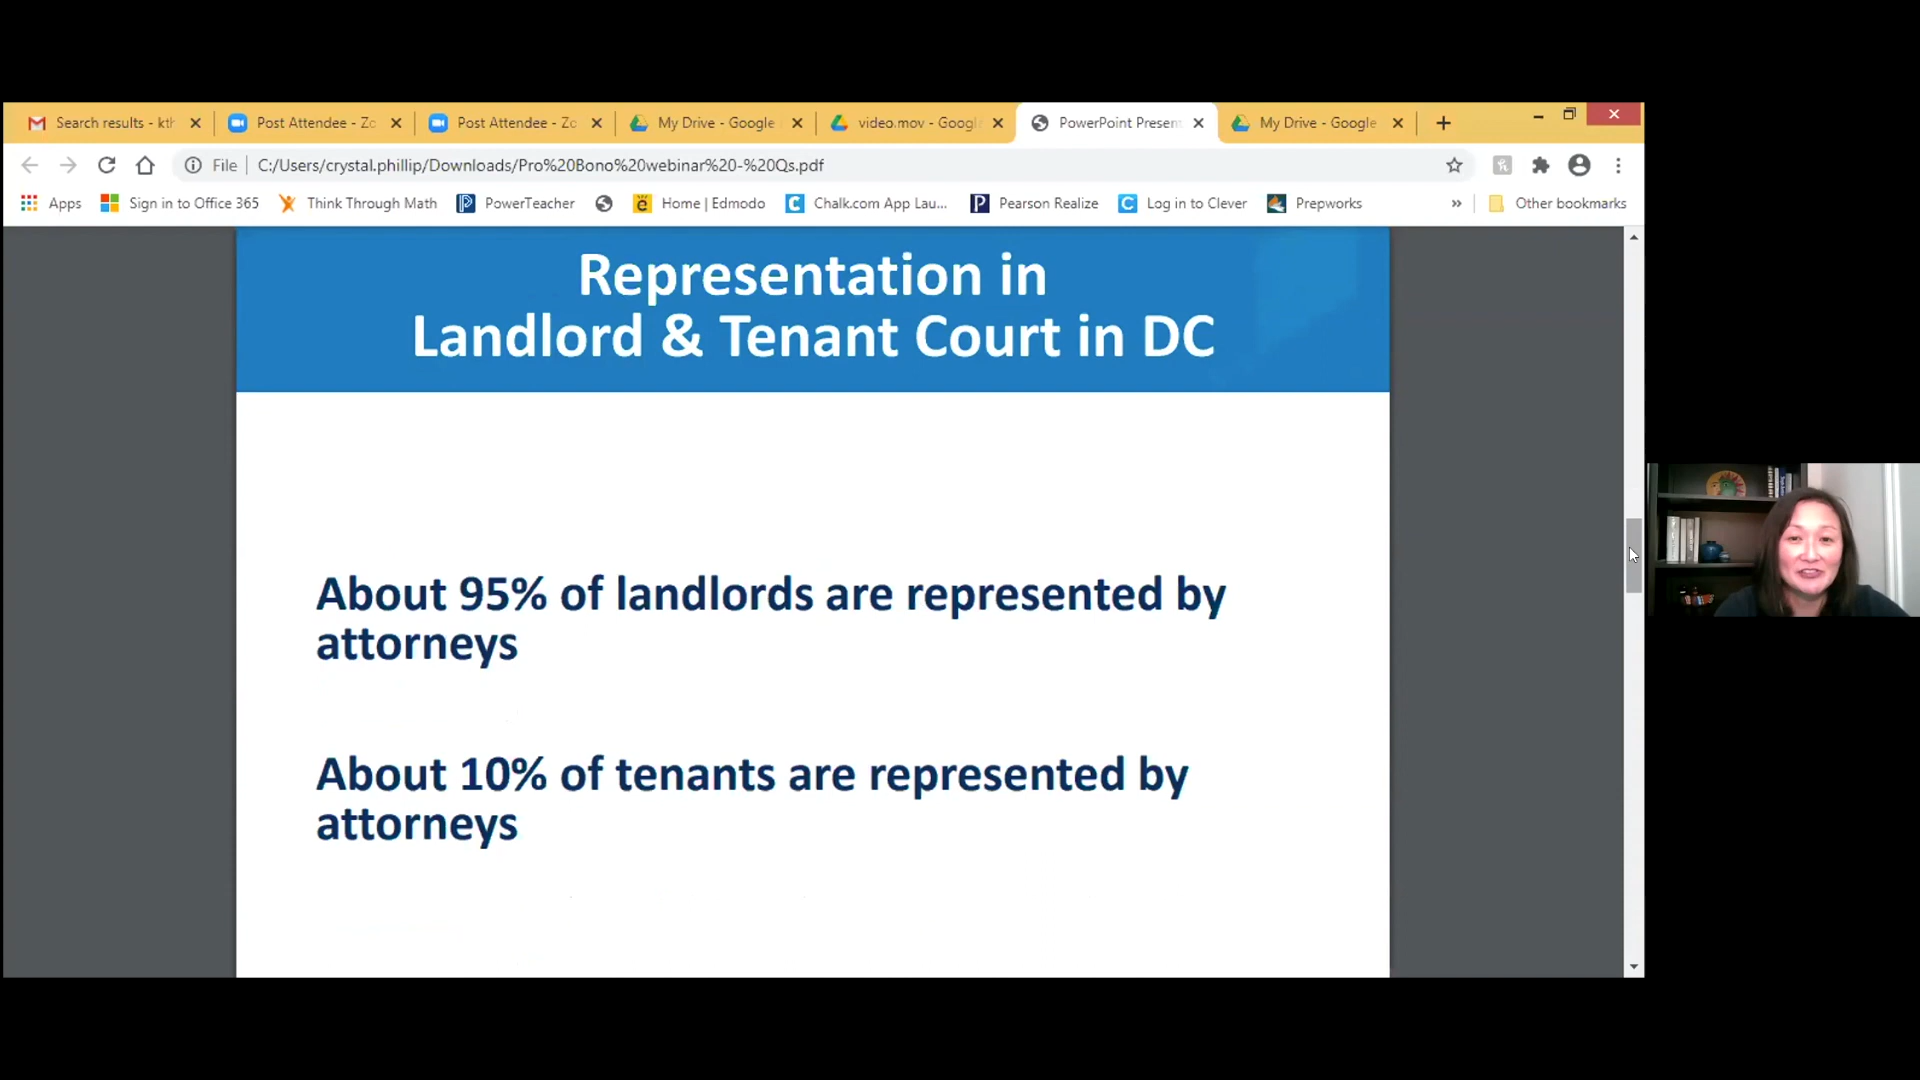 Search results - kth
Post Attendee - Zo
Post Attendee - Zo
My Drive - Google
video.mov - Googl
PowerPoint Presen
My Drive - Google
File
C:/Users/crystal.phillip/Downloads/Pro%20Bono%20webinar%20-%20Qs.pdf
Apps
Sign in to Office 365
Think Through Math
PowerTeacher
Home | Edmodo
Chalk.com App Lau...
Pearson Realize
Log in to Clever
Prepworks
»
Other bookmarks
Representation in
Landlord & Tenant Court in DC
About 95% of landlords are represented by
attorneys
About 10% of tenants are represented by
attorneys